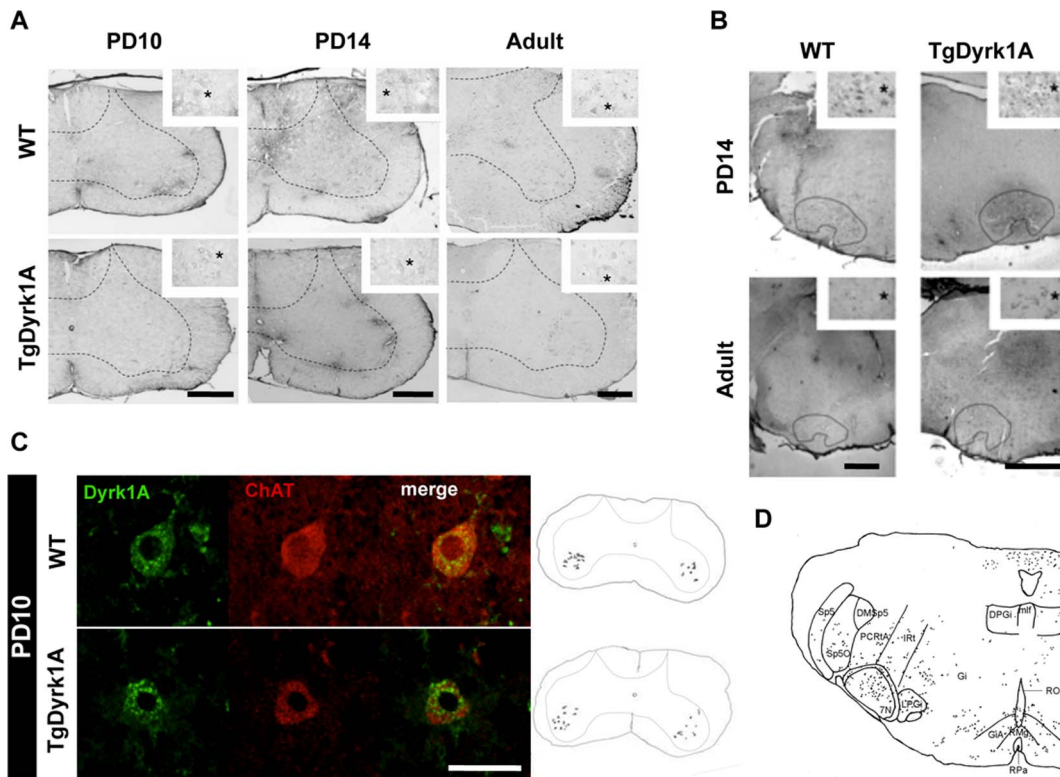 A
PD10 PD14 Adult
WT
*
*
*
TgDyrk1A
*
*
*
B
WT TgDyrk1A
PD14
*
*
Adult
*
*
C
Dyrk1A ChAT merge
PD10
WT
TgDyrk1A
D
Sp5
DMSp5
DPGi
mlf
PCRtA
IRt
Sp5O
Gi
RO
7N
LPGi
GiA
RMg
RPa